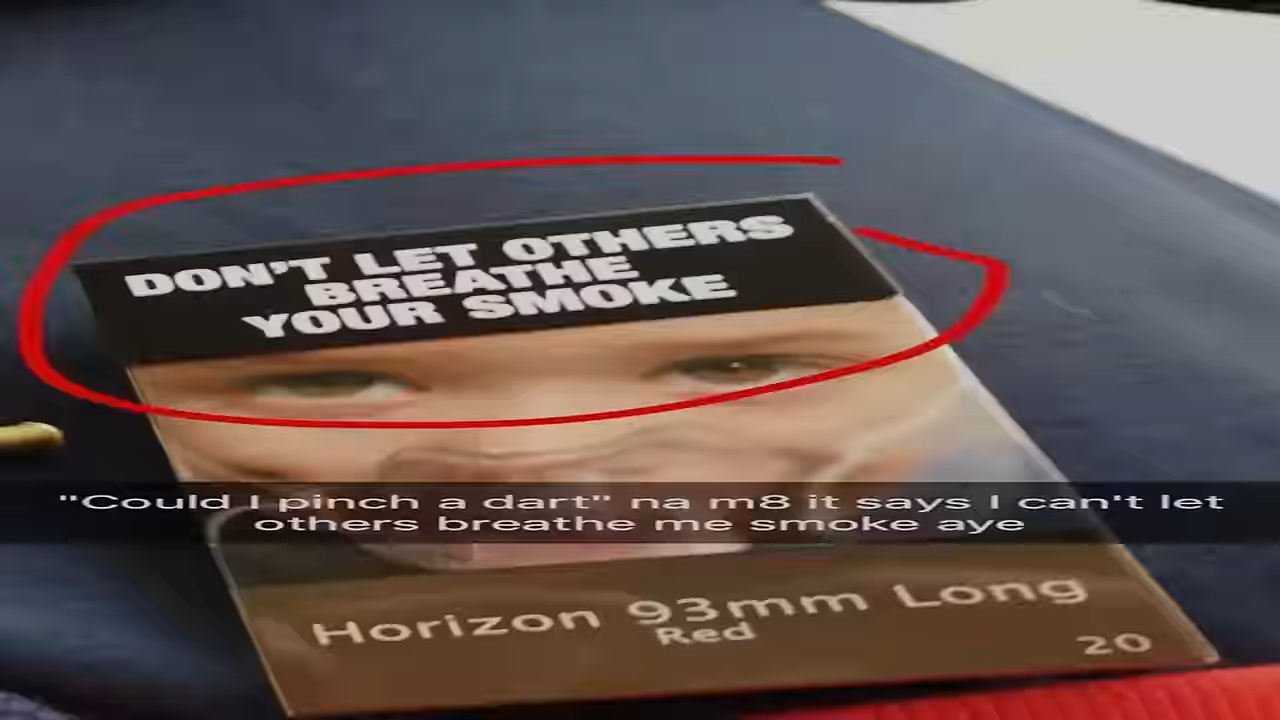 DON'T LET OTHERS
BREATHE
YOUR SMOKE
"Could I pinch a dart" na m8 it says I can't let
others breathe me smoke aye
Horizon 93mm Long
Red
20